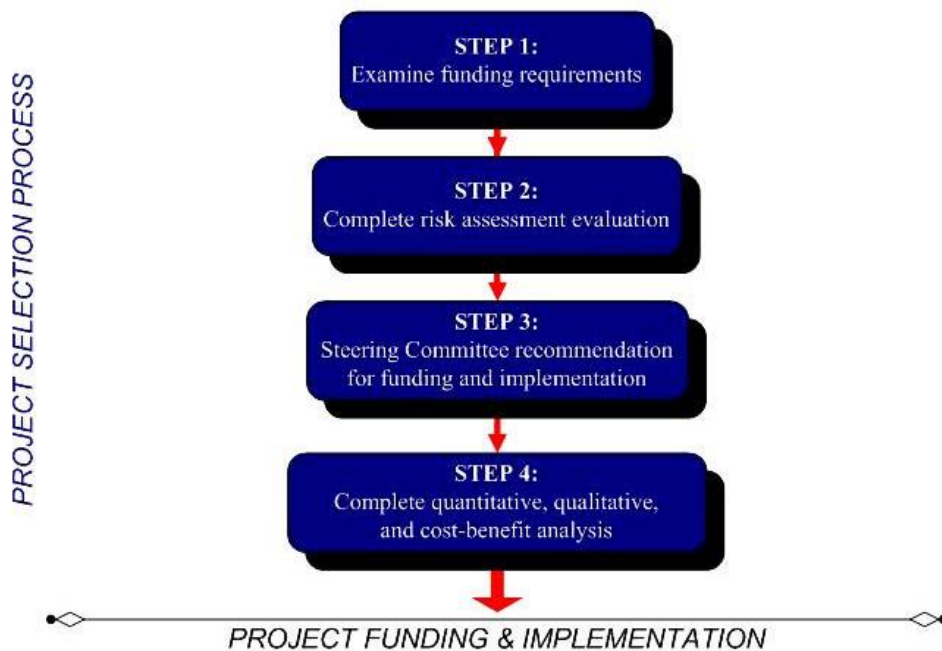 PROJECT SELECTION PROCESS
STEP 1:
Examine funding requirements
STEP 2:
Complete risk assessment evaluation
STEP 3:
Steering Committee recommendation
for funding and implementation
STEP 4:
Complete quantitative, qualitative,
and cost-benefit analysis
PROJECT FUNDING & IMPLEMENTATION